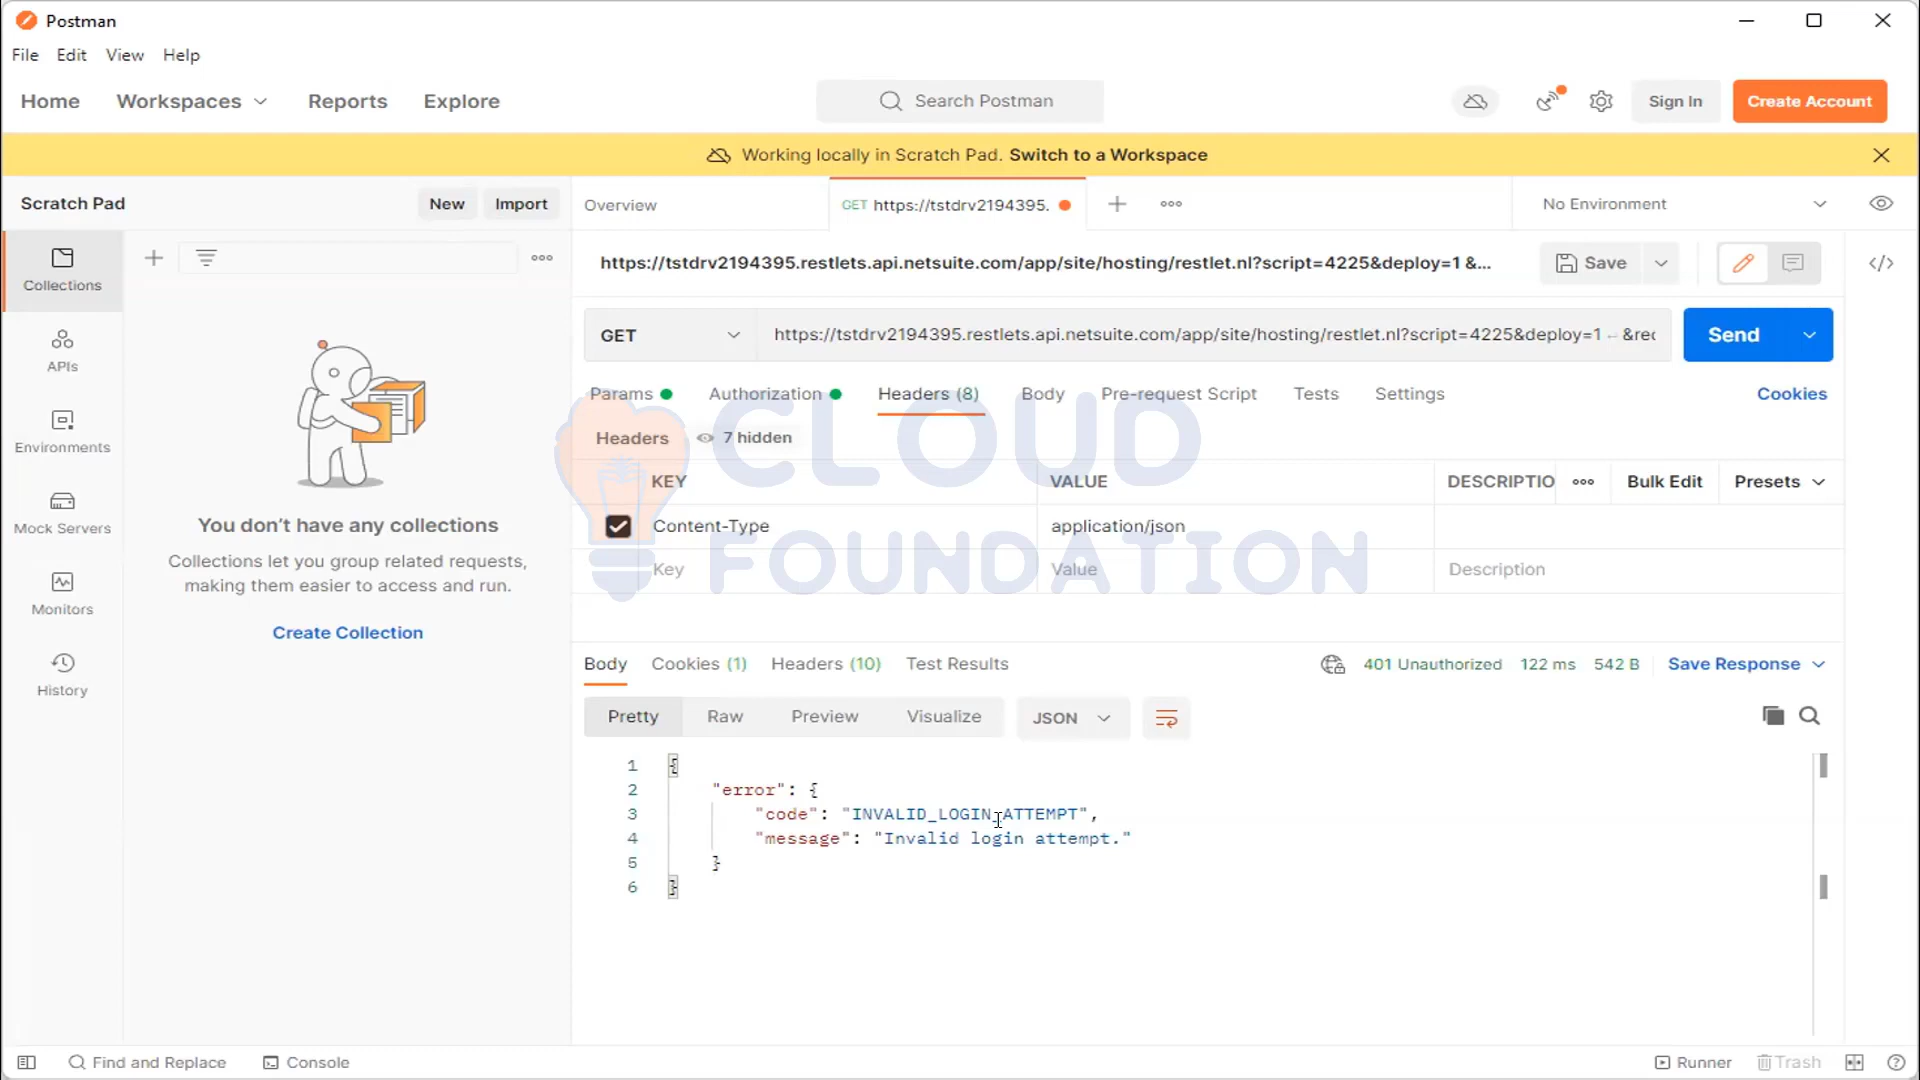 Postman
File Edit View Help
Home Workspaces Reports Explore Search Postman Sign In Create Account
Working locally in Scratch Pad. Switch to a Workspace
Scratch Pad New Import Overview GET https://tstdrv2194395. No Environment
Collections
APIs
Environments
Mock Servers
Monitors
History
You don't have any collections
Collections let you group related requests,
making them easier to access and run.
Create Collection
https://tstdrv2194395.restlets.api.netsuite.com/app/site/hosting/restlet.nl?script=4225&deploy=1 &... Save
GET https://tstdrv2194395.restlets.api.netsuite.com/app/site/hosting/restlet.nl?script=4225&deploy=1 &rec Send
Params Authorization Headers (8) Body Pre-request Script Tests Settings Cookies
Headers 7 hidden
KEY VALUE DESCRIPTIO Bulk Edit Presets
Content-Type application/json
Key Value Description
CLOUD
FOUNDATION
Body Cookies (1) Headers (10) Test Results 401 Unauthorized 122 ms 542 B Save Response
Pretty Raw Preview Visualize JSON
1 {
2 "error": {
3 "code": "INVALID_LOGIN_ATTEMPT",
4 "message": "Invalid login attempt."
5 }
6 }
Find and Replace Console Runner Trash